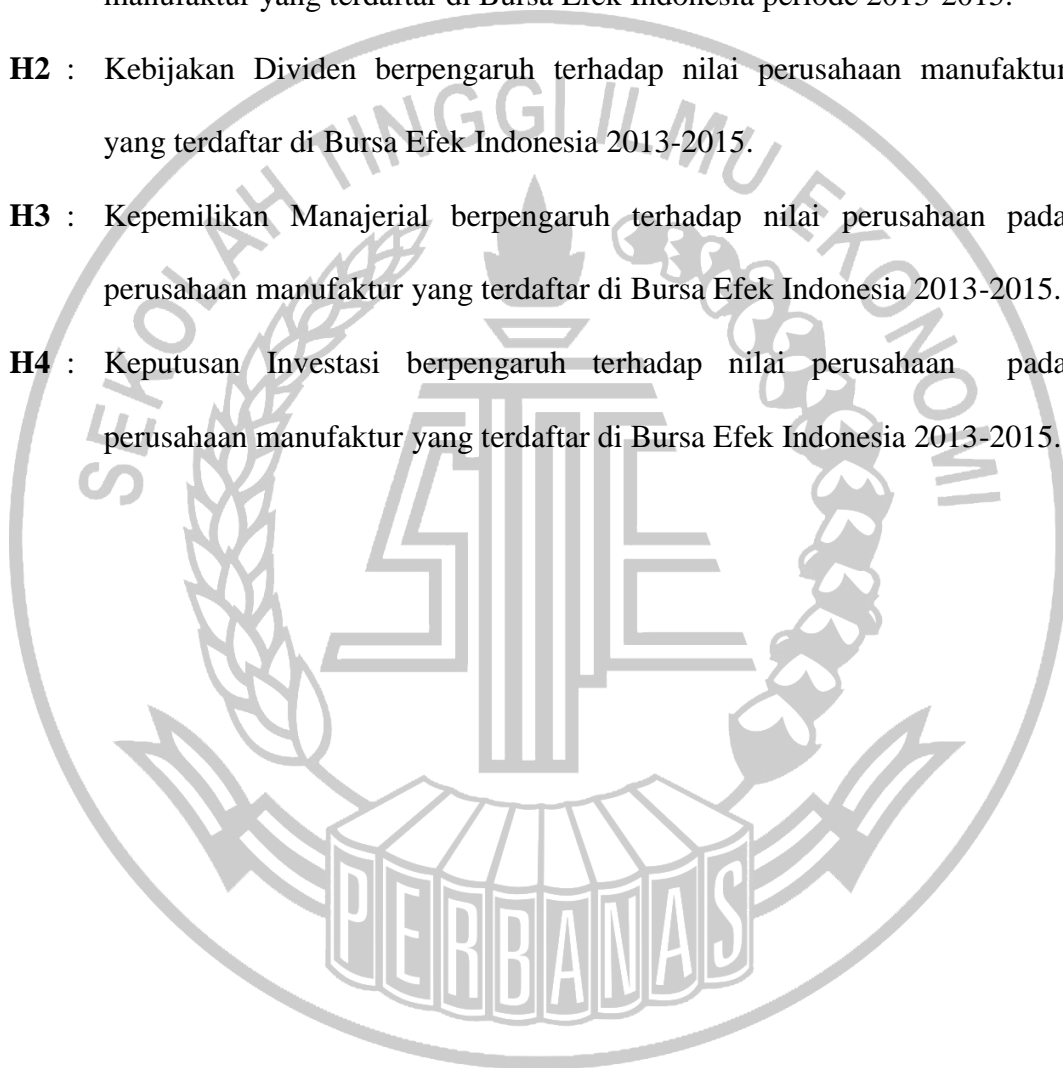 manufaktur yang terdaftar di Bursa Efek Indonesia periode 2013-2015.
H2 : Kebijakan Dividen berpengaruh terhadap nilai perusahaan manufaktur
yang terdaftar di Bursa Efek Indonesia 2013-2015.
H3 : Kepemilikan Manajerial berpengaruh terhadap nilai perusahaan pada
perusahaan manufaktur yang terdaftar di Bursa Efek Indonesia 2013-2015.
H4 : Keputusan Investasi berpengaruh terhadap nilai perusahaan pada
perusahaan manufaktur yang terdaftar di Bursa Efek Indonesia 2013-2015.
SEKOLAH TINGGI ILMU EKONOMI
STIE
PERBANAS